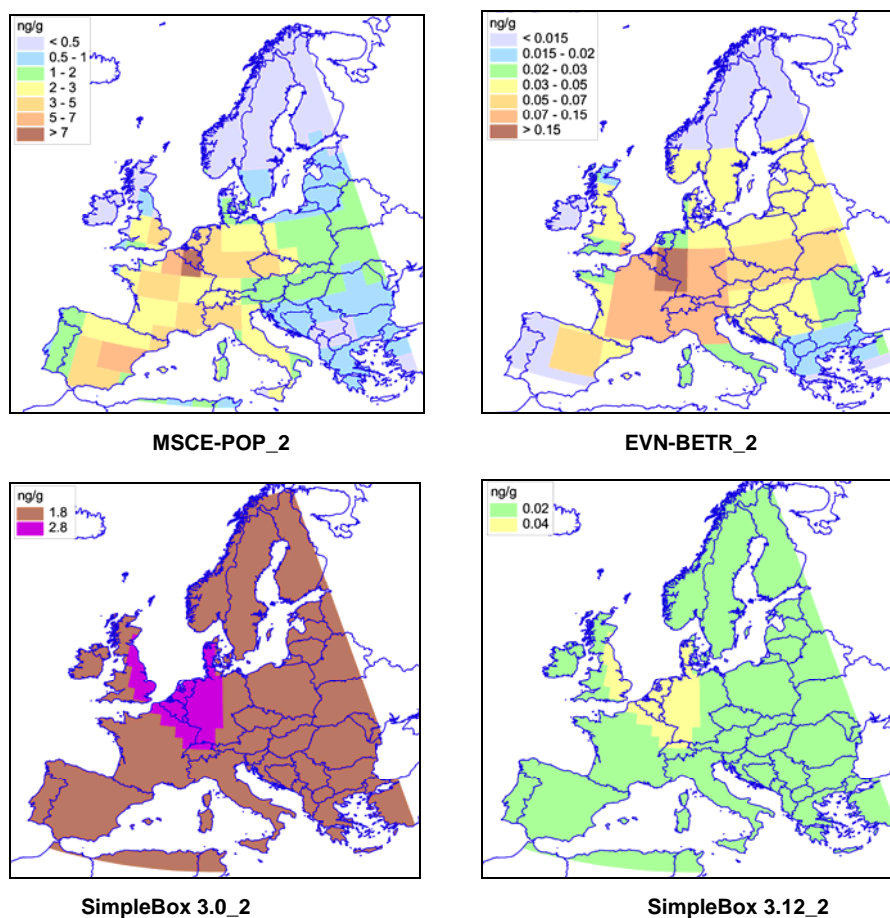 ng/g
< 0.5
0.5 - 1
1 - 2
2 - 3
3 - 5
5 - 7
> 7
MSCE-POP_2
ng/g
< 0.015
0.015 - 0.02
0.02 - 0.03
0.03 - 0.05
0.05 - 0.07
0.07 - 0.15
> 0.15
EVN-BETR_2
ng/g
1.8
2.8
SimpleBox 3.0_2
ng/g
0.02
0.04
SimpleBox 3.12_2